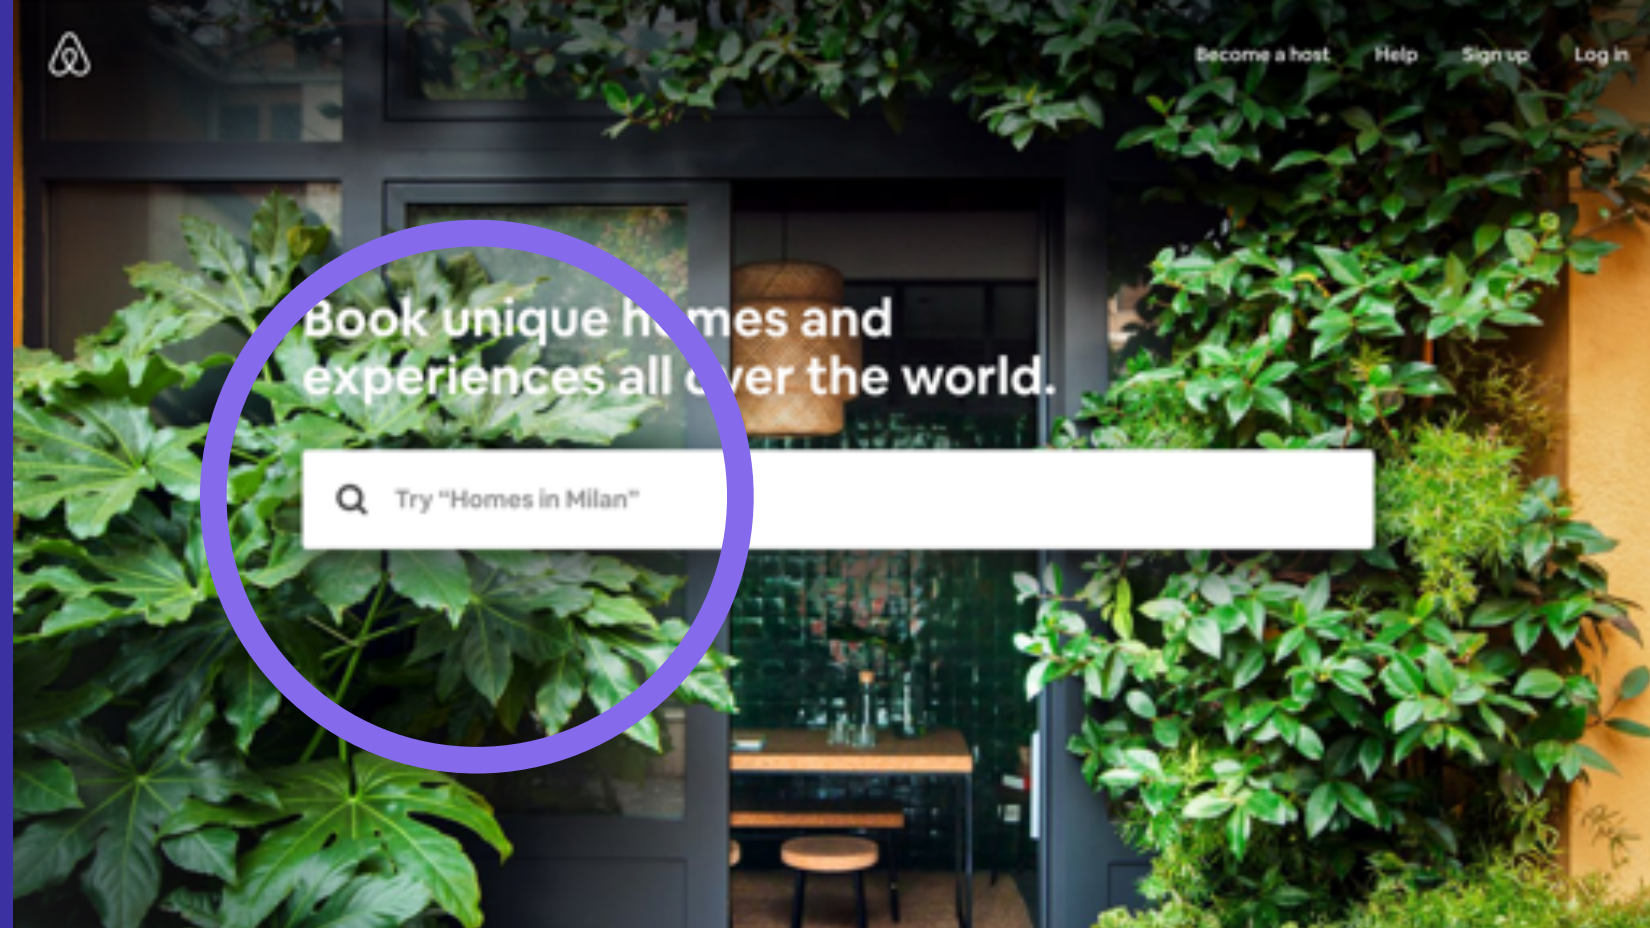 Become a host Help Sign up Log in
Book unique homes and
experiences all over the world.
Try “Homes in Milan”